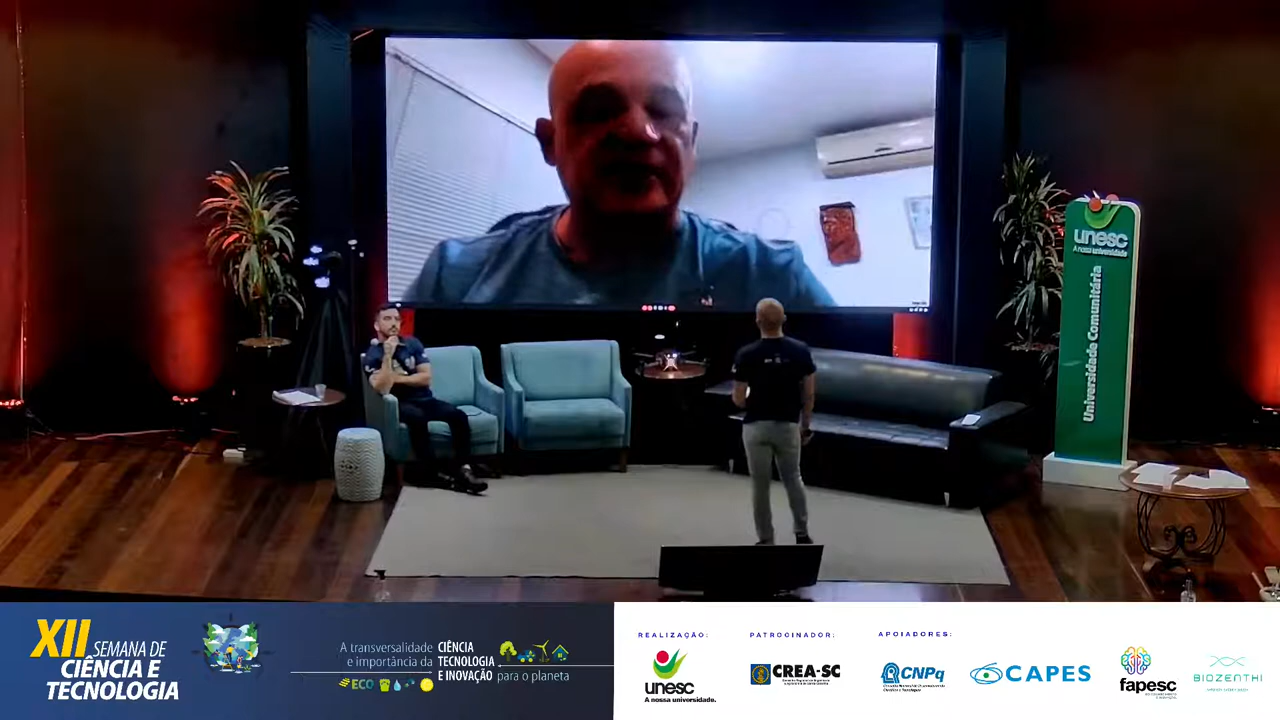 unesc
A nossa universidade
Universidade Comunitária
XII SEMANA DE
CIÊNCIA E
TECNOLOGIA
A transversalidade
e importância da
CIÊNCIA
TECNOLOGIA
E INOVAÇÃO
para o planeta
ECO
REALIZAÇÃO:
unesc
A nossa universidade.
PATROCINADOR:
CREA-SC
APOIADORES:
CNPq
CAPES
fapesc
BIOZENTHI